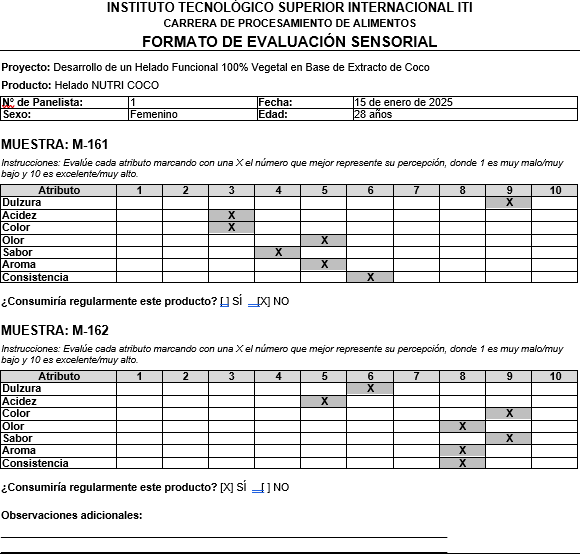 INSTITUTO TECNOLÓGICO SUPERIOR INTERNACIONAL ITI
CARRERA DE PROCESAMIENTO DE ALIMENTOS
FORMATO DE EVALUACIÓN SENSORIAL
Proyecto: Desarrollo de un Helado Funcional 100% Vegetal en Base de Extracto de Coco
Producto: Helado NUTRI COCO
N° de Panelista: 1 Fecha: 15 de enero de 2025
Sexo: Femenino Edad: 28 años
MUESTRA: M-161
Instrucciones: Evalúe cada atributo marcando con una X el número que mejor represente su percepción, donde 1 es muy malo/muy
bajo y 10 es excelente/muy alto.
Atributo 1 2 3 4 5 6 7 8 9 10
Dulzura X
Acidez X
Color X
Olor X
Sabor X
Aroma X
Consistencia X
¿Consumiría regularmente este producto? [ ] SÍ [X] NO
MUESTRA: M-162
Instrucciones: Evalúe cada atributo marcando con una X el número que mejor represente su percepción, donde 1 es muy malo/muy
bajo y 10 es excelente/muy alto.
Atributo 1 2 3 4 5 6 7 8 9 10
Dulzura X
Acidez X
Color X
Olor X
Sabor X
Aroma X
Consistencia X
¿Consumiría regularmente este producto? [X] SÍ [ ] NO
Observaciones adicionales: